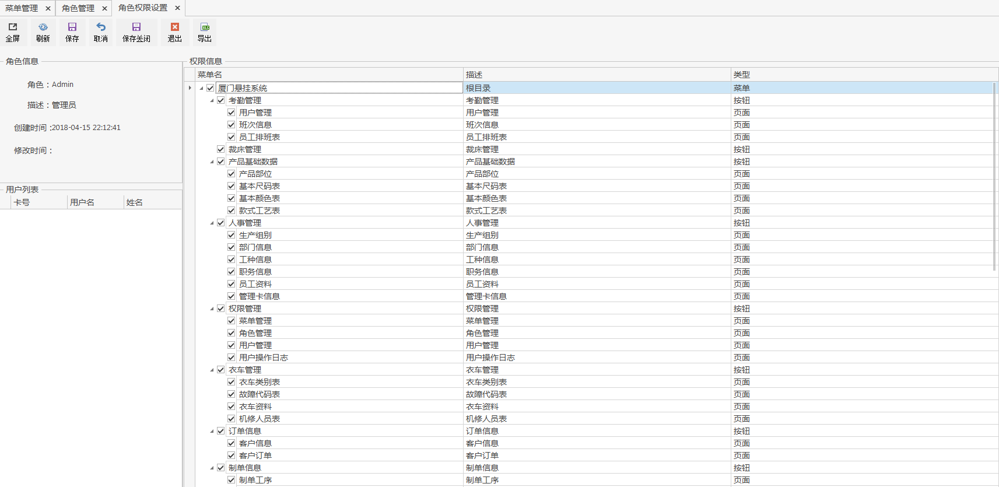 菜单管理 × 角色管理 × 角色权限设置 ×
全屏 刷新 保存 取消 保存关闭 退出 导出
角色信息
角色：Admin
描述：管理员
创建时间：2018-04-15 22:12:41
修改时间：
用户列表
卡号 用户名 姓名
权限信息
菜单名 描述 类型
厦门悬挂系统 根目录 菜单
考勤管理 考勤管理 按钮
用户管理 用户管理 页面
班次信息 班次信息 页面
员工排班表 员工排班表 页面
裁床管理 裁床管理 按钮
产品基础数据 产品基础数据 按钮
产品部位 产品部位 页面
基本尺码表 基本尺码表 页面
基本颜色表 基本颜色表 页面
款式工艺表 款式工艺表 页面
人事管理 人事管理 按钮
生产组别 生产组别 页面
部门信息 部门信息 页面
工种信息 工种信息 页面
职务信息 职务信息 页面
员工资料 员工资料 页面
管理卡信息 管理卡信息 页面
权限管理 权限管理 按钮
菜单管理 菜单管理 页面
角色管理 角色管理 页面
用户管理 用户管理 页面
用户操作日志 用户操作日志 页面
衣车管理 衣车管理 按钮
衣车类别表 衣车类别表 页面
故障代码表 故障代码表 页面
衣车资料 衣车资料 页面
机修人员表 机修人员表 页面
订单信息 订单信息 按钮
客户信息 客户信息 页面
客户订单 客户订单 页面
制单信息 制单信息 按钮
制单工序 制单工序 页面